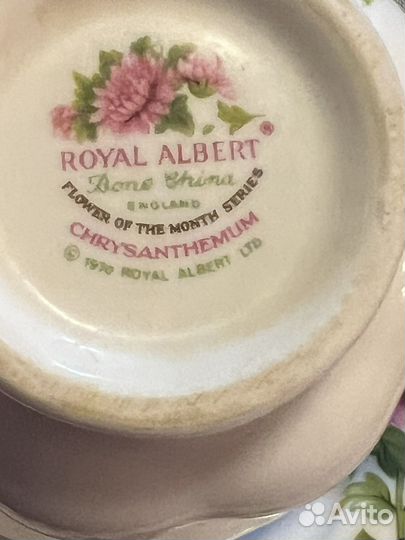 ROYAL ALBERT ®
Bone China
ENGLAND
FLOWER OF THE MONTH SERIES
CHRYSANTHEMUM
© 1970 ROYAL ALBERT LTD
Avito